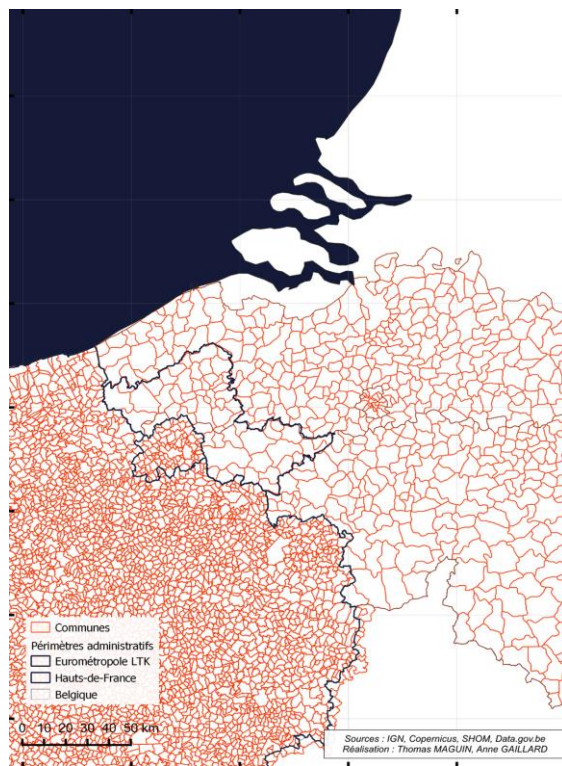 Communes
Périmètres administratifs
Eurométropole LTK
Hauts-de-France
Belgique
0 10 20 30 40 50 km
Sources : IGN, Copernicus, SHOM, Data.gov.be
Réalisation : Thomas MAGUIN, Anne GAILLARD